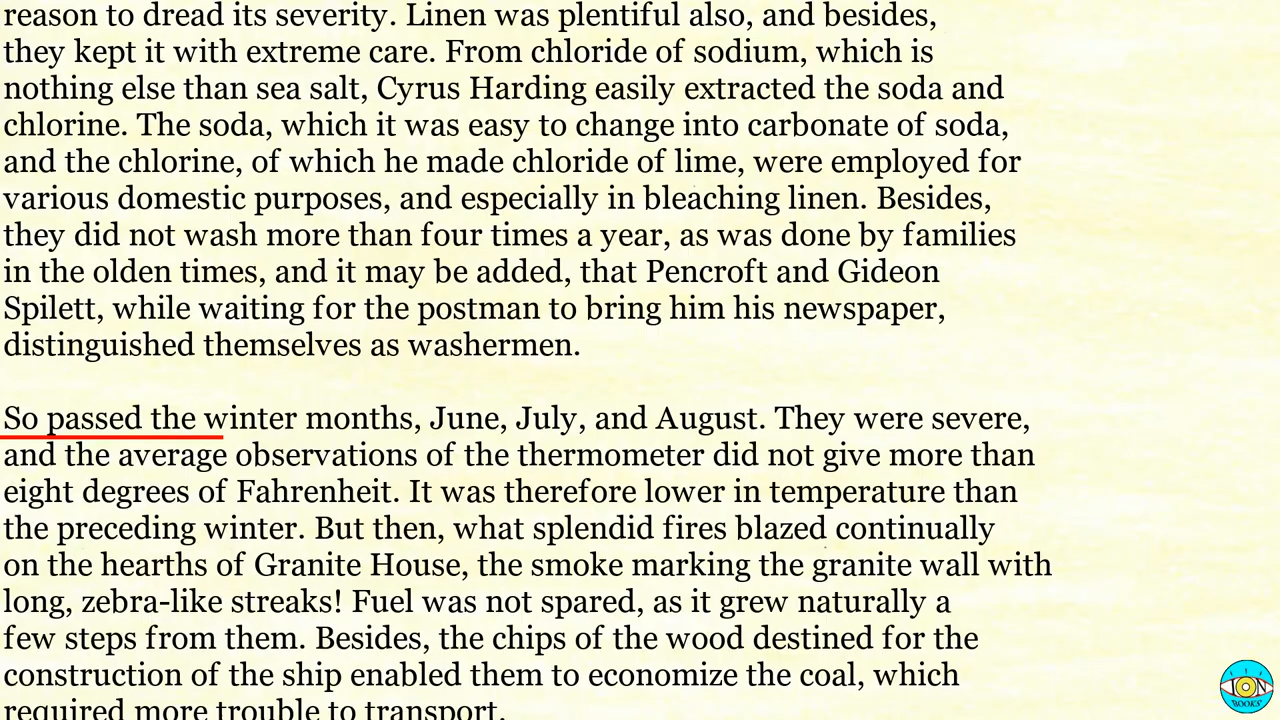 reason to dread its severity. Linen was plentiful also, and besides,
they kept it with extreme care. From chloride of sodium, which is
nothing else than sea salt, Cyrus Harding easily extracted the soda and
chlorine. The soda, which it was easy to change into carbonate of soda,
and the chlorine, of which he made chloride of lime, were employed for
various domestic purposes, and especially in bleaching linen. Besides,
they did not wash more than four times a year, as was done by families
in the olden times, and it may be added, that Pencroft and Gideon
Spilett, while waiting for the postman to bring him his newspaper,
distinguished themselves as washermen.
So passed the winter months, June, July, and August. They were severe,
and the average observations of the thermometer did not give more than
eight degrees of Fahrenheit. It was therefore lower in temperature than
the preceding winter. But then, what splendid fires blazed continually
on the hearths of Granite House, the smoke marking the granite wall with
long, zebra-like streaks! Fuel was not spared, as it grew naturally a
few steps from them. Besides, the chips of the wood destined for the
construction of the ship enabled them to economize the coal, which
required more trouble to transport.
ION
BOOKS